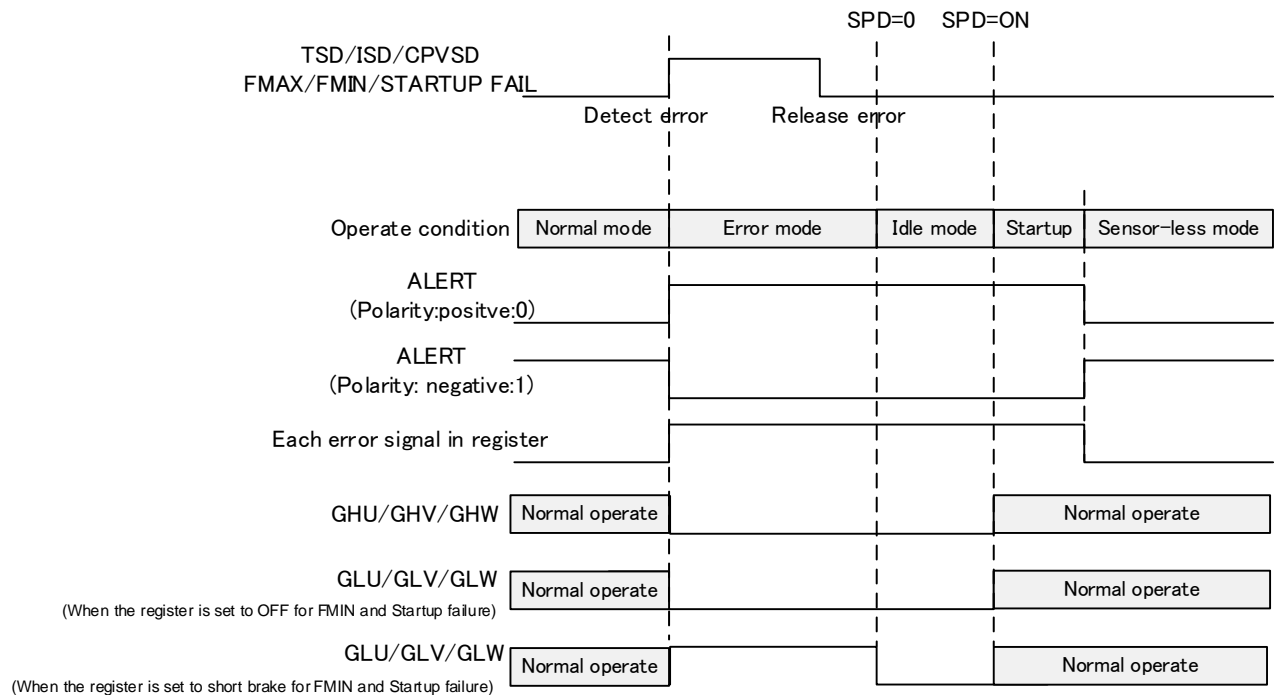 SPD=0 SPD=ON
TSD/ISD/CPVSD
FMAX/FMIN/STARTUP FAIL
Detect error Release error
Operate condition Normal mode Error mode Idle mode Startup Sensor-less mode
ALERT
(Polarity:positve:0)
ALERT
(Polarity: negative:1)
Each error signal in register
GHU/GHV/GHW Normal operate Normal operate
GLU/GLV/GLW Normal operate Normal operate
(When the register is set to OFF for FMIN and Startup failure)
GLU/GLV/GLW Normal operate Normal operate
(When the register is set to short brake for FMIN and Startup failure)